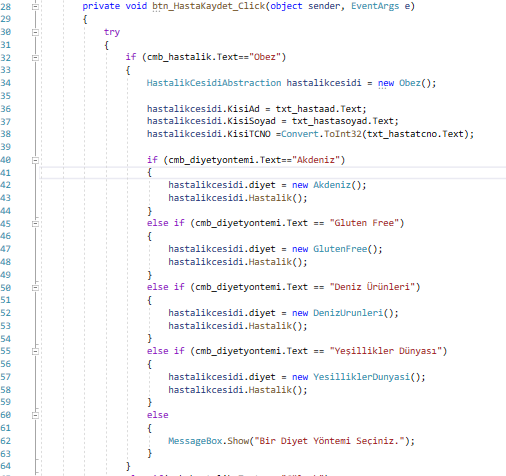 28 private void btn_HastaKaydet_Click(object sender, EventArgs e)
29 {
30 try
31 {
32 if (cmb_hastalik.Text=="Obez")
33 {
34 HastalikCesidiAbstraction hastalikcesidi = new Obez();
35
36 hastalikcesidi.KisiAd = txt_hastaad.Text;
37 hastalikcesidi.KisiSoyad = txt_hastasoyad.Text;
38 hastalikcesidi.KisiTCNO =Convert.ToInt32(txt_hastatcno.Text);
39
40 if (cmb_diyetyontemi.Text=="Akdeniz")
41 {
42 hastalikcesidi.diyet = new Akdeniz();
43 hastalikcesidi.Hastalik();
44 }
45 else if (cmb_diyetyontemi.Text == "Gluten Free")
46 {
47 hastalikcesidi.diyet = new GlutenFree();
48 hastalikcesidi.Hastalik();
49 }
50 else if (cmb_diyetyontemi.Text == "Deniz Ürünleri")
51 {
52 hastalikcesidi.diyet = new DenizUrunleri();
53 hastalikcesidi.Hastalik();
54 }
55 else if (cmb_diyetyontemi.Text == "Yeşillikler Dünyası")
56 {
57 hastalikcesidi.diyet = new YesilliklerDunyasi();
58 hastalikcesidi.Hastalik();
59 }
60 else
61 {
62 MessageBox.Show("Bir Diyet Yöntemi Seçiniz.");
63 }
64 }